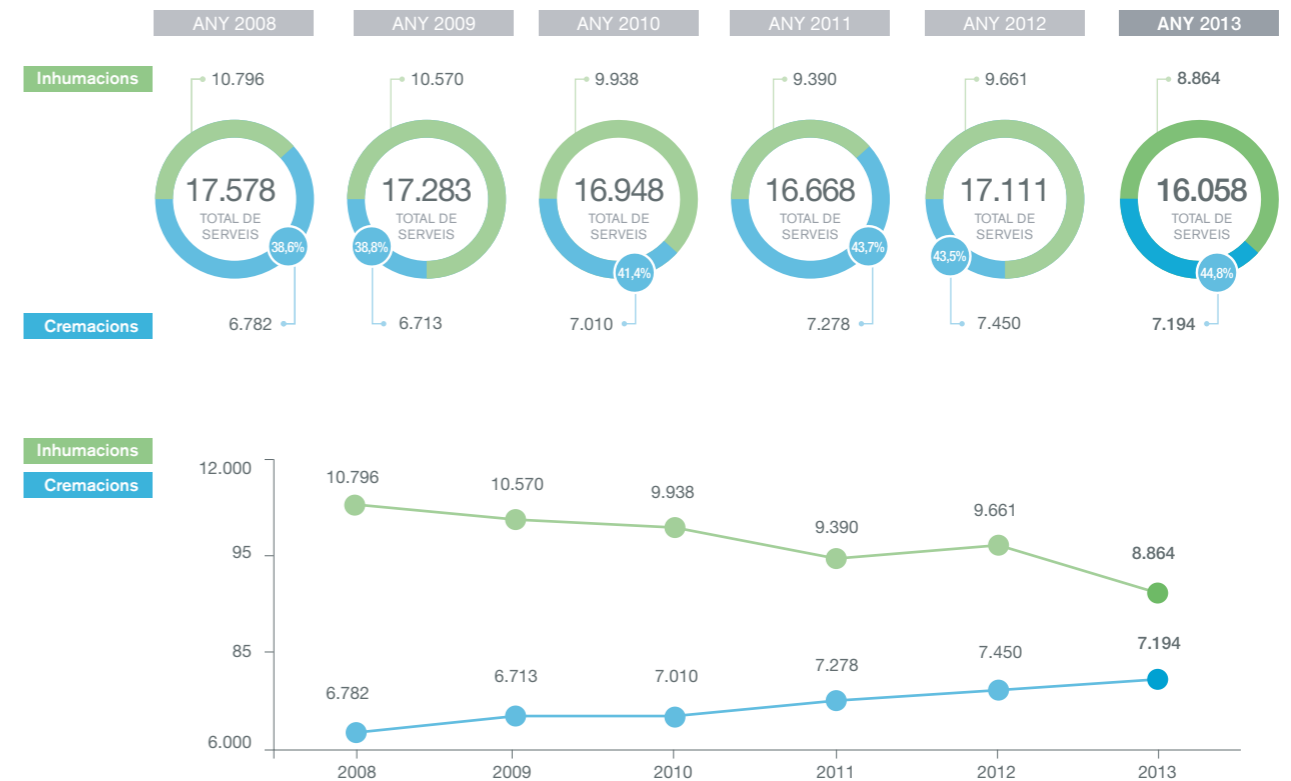 ANY 2008
ANY 2009
ANY 2010
ANY 2011
ANY 2012
ANY 2013
Inhumacions
10.796
10.570
9.938
9.390
9.661
8.864
17.578
TOTAL DE
SERVEIS
38,6%
17.283
TOTAL DE
SERVEIS
38,8%
16.948
TOTAL DE
SERVEIS
41,4%
16.668
TOTAL DE
SERVEIS
43,7%
17.111
TOTAL DE
SERVEIS
43,5%
16.058
TOTAL DE
SERVEIS
44,8%
Cremacions
6.782
6.713
7.010
7.278
7.450
7.194
Inhumacions
Cremacions
12.000
95
85
6.000
10.796
10.570
9.938
9.390
9.661
8.864
6.782
6.713
7.010
7.278
7.450
7.194
2008
2009
2010
2011
2012
2013